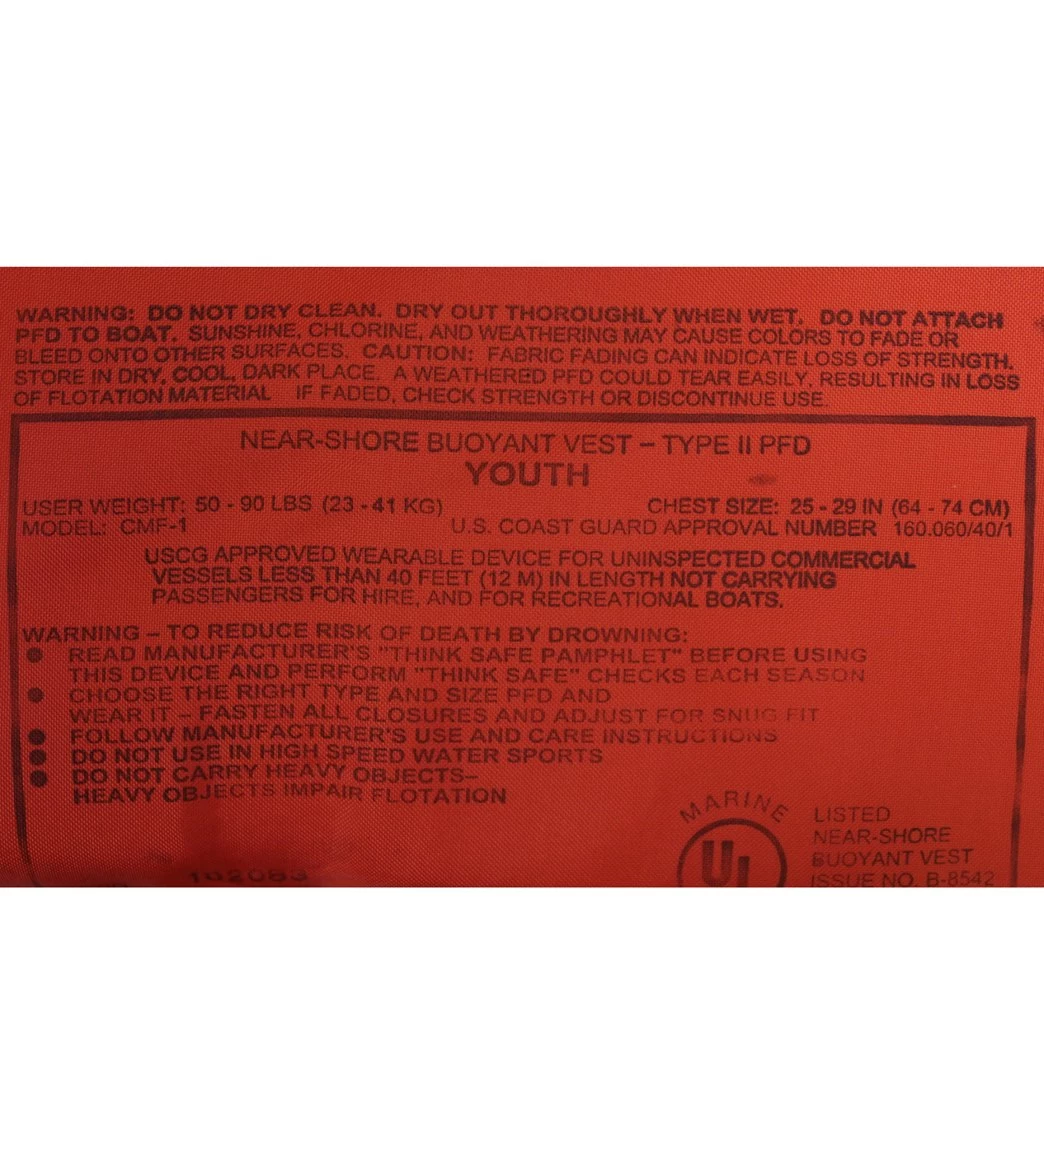 WARNING: DO NOT DRY CLEAN. DRY OUT THOROUGHLY WHEN WET. DO NOT ATTACH
PFD TO BOAT. SUNSHINE, CHLORINE, AND WEATHERING MAY CAUSE COLORS TO FADE OR
BLEED ONTO OTHER SURFACES. CAUTION: FABRIC FADING CAN INDICATE LOSS OF STRENGTH.
STORE IN DRY, COOL, DARK PLACE. A WEATHERED PFD COULD TEAR EASILY, RESULTING IN LOSS
OF FLOTATION MATERIAL IF FADED, CHECK STRENGTH OR DISCONTINUE USE.
NEAR-SHORE BUOYANT VEST – TYPE II PFD
YOUTH
USER WEIGHT: 50 - 90 LBS (23 - 41 KG) CHEST SIZE: 25 - 29 IN (64 - 74 CM)
MODEL: CMF-1 U.S. COAST GUARD APPROVAL NUMBER 160.060/40/1
USCG APPROVED WEARABLE DEVICE FOR UNINSPECTED COMMERCIAL
VESSELS LESS THAN 40 FEET (12 M) IN LENGTH NOT CARRYING
PASSENGERS FOR HIRE, AND FOR RECREATIONAL BOATS.
WARNING – TO REDUCE RISK OF DEATH BY DROWNING:
● READ MANUFACTURER'S "THINK SAFE PAMPHLET" BEFORE USING
THIS DEVICE AND PERFORM "THINK SAFE" CHECKS EACH SEASON
● CHOOSE THE RIGHT TYPE AND SIZE PFD AND
WEAR IT – FASTEN ALL CLOSURES AND ADJUST FOR SNUG FIT
● FOLLOW MANUFACTURER'S USE AND CARE INSTRUCTIONS
● DO NOT USE IN HIGH SPEED WATER SPORTS
● DO NOT CARRY HEAVY OBJECTS–
HEAVY OBJECTS IMPAIR FLOTATION
MARINE
UL
LISTED
NEAR-SHORE
BUOYANT VEST
ISSUE NO. B-8542